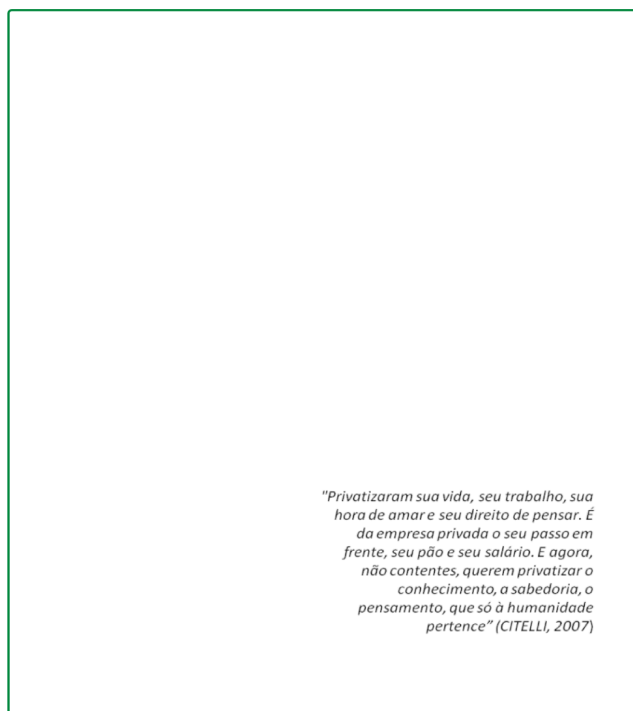 "Privatizaram sua vida, seu trabalho, sua
hora de amar e seu direito de pensar. É
da empresa privada o seu passo em
frente, seu pão e seu salário. E agora,
não contentes, querem privatizar o
conhecimento, a sabedoria, o
pensamento, que só à humanidade
pertence” (CITELLI, 2007)